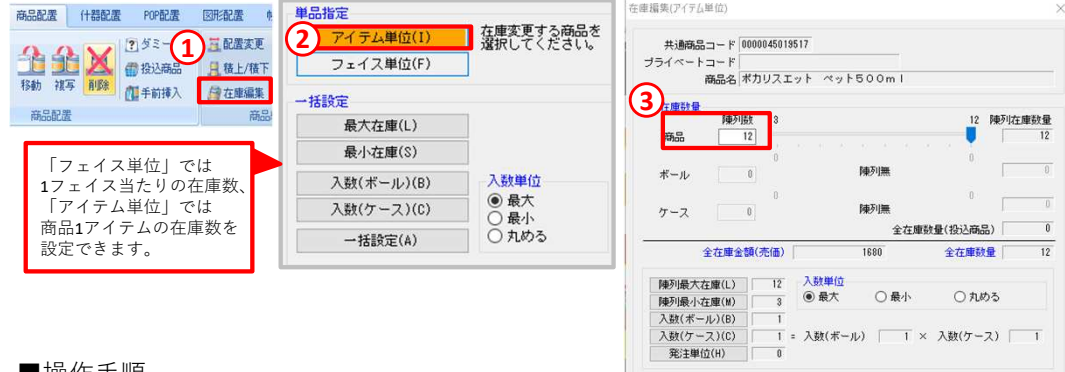 商品配置 什器配置 POP配置 図形配置
① ② ③
移動 複写 削除
投込商品
手前挿入
配置変更
積上/積下
在庫編集
商品配置
「フェイス単位」では
1フェイス当たりの在庫数、
「アイテム単位」では
商品1アイテムの在庫数を
設定できます。
単品指定
アイテム単位(I)
フェイス単位(F)
在庫変更する商品を
選択してください。
一括設定
最大在庫(L)
最小在庫(S)
入数(ボール)(B)
入数(ケース)(C)
一括設定(A)
入数単位
最大
最小
丸める
在庫編集(アイテム単位)
共通商品コード 0000045019517
プライベートコード
商品名 ポカリスエット ペット500ml
在庫数量
陳列数 3 12 陳列在庫数量
商品 12 12
0 0
ボール 0 陳列無 0
0 0
ケース 0 陳列無 0
全在庫数量(投込商品) 0
全在庫金額(売価) 1680 全在庫数量 12
陳列最大在庫(L) 12
陳列最小在庫(M) 3
入数(ボール)(B) 1
入数(ケース)(C) 1 = 入数(ボール) 1 × 入数(ケース) 1
発注単位(H) 0
入数単位
最大 最小 丸める
■操作手順